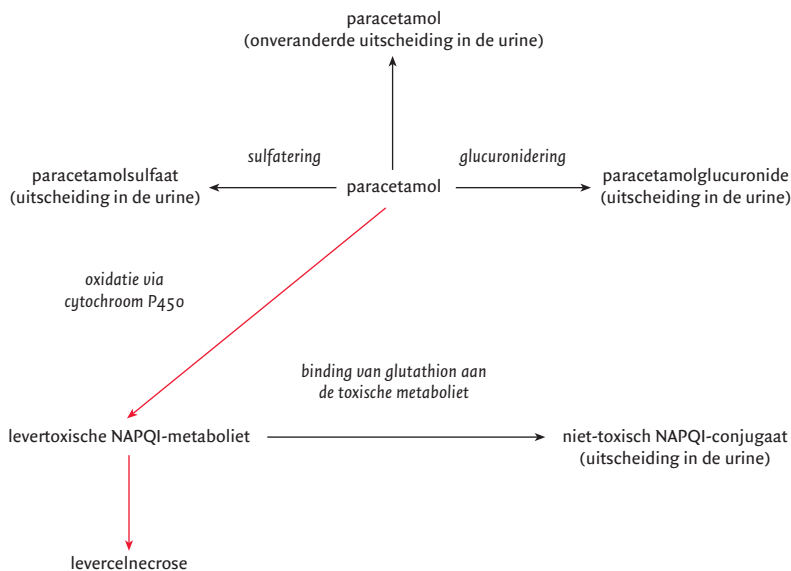 paracetamol
(onveranderde uitscheiding in de urine)
sulfatering
glucuronidering
paracetamolsulfaat
(uitscheiding in de urine)
paracetamol
paracetamolglucuronide
(uitscheiding in de urine)
oxidatie via
cytochroom P450
binding van glutathion aan
de toxische metaboliet
levertoxische NAPQI-metaboliet
niet-toxisch NAPQI-conjugaat
(uitscheiding in de urine)
levercelnecrose